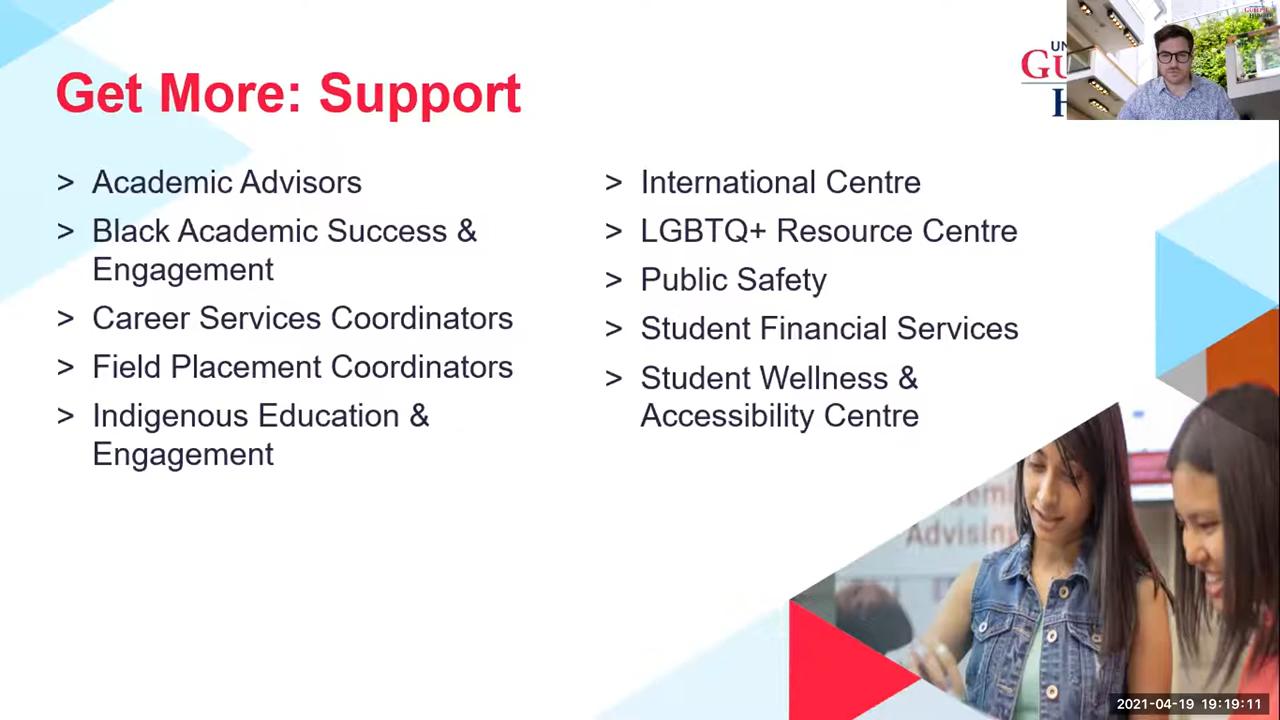 Get More: Support
> Academic Advisors
> Black Academic Success &
Engagement
> Career Services Coordinators
> Field Placement Coordinators
> Indigenous Education &
Engagement
> International Centre
> LGBTQ+ Resource Centre
> Public Safety
> Student Financial Services
> Student Wellness &
Accessibility Centre
Advising
2021-04-19 19:19:11